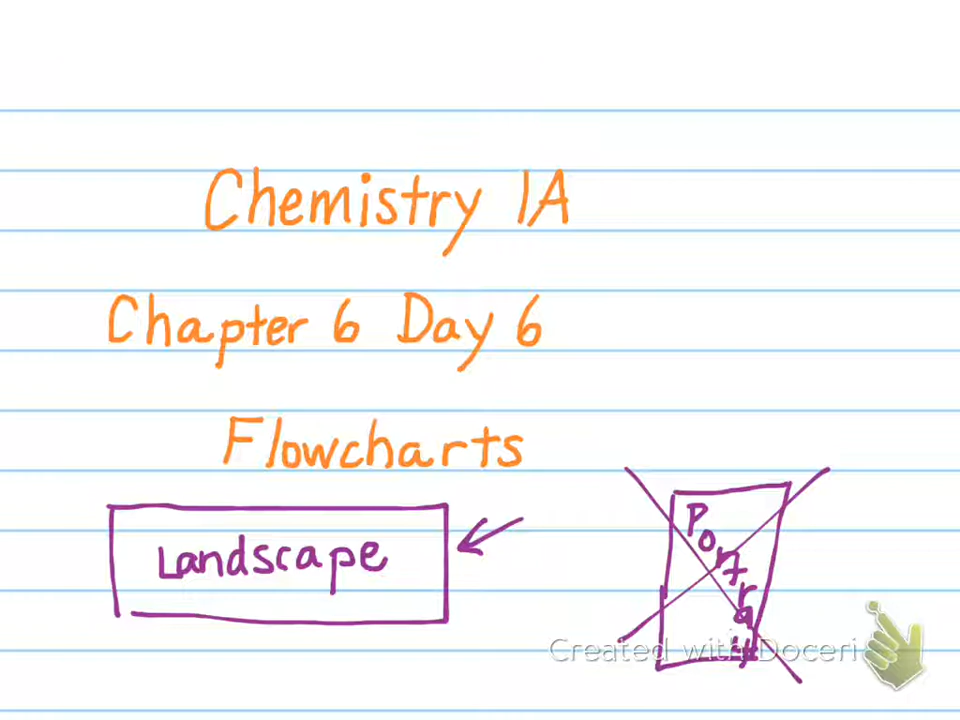 Chemistry 1A
Chapter 6 Day 6
Flowcharts
Landscape
Portrait
Created with Doceri